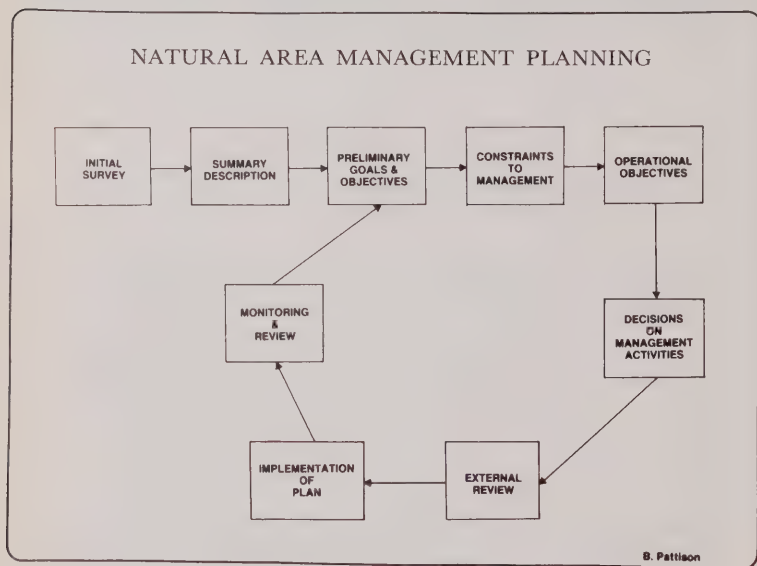 NATURAL AREA MANAGEMENT PLANNING
INITIAL
SURVEY
SUMMARY
DESCRIPTION
PRELIMINARY
GOALS &
OBJECTIVES
CONSTRAINTS
TO
MANAGEMENT
OPERATIONAL
OBJECTIVES
DECISIONS
ON
MANAGEMENT
ACTIVITIES
EXTERNAL
REVIEW
IMPLEMENTATION
OF
PLAN
MONITORING
&
REVIEW
B. Pattison